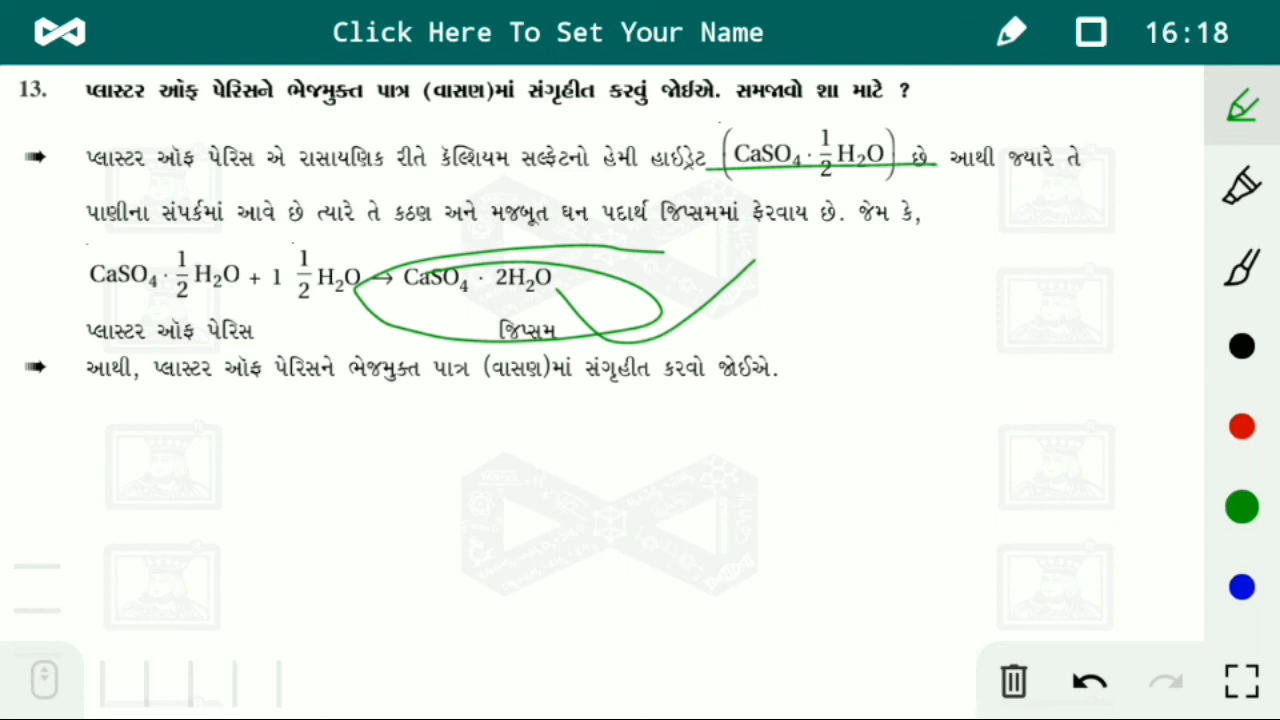 Click Here To Set Your Name 16:18
13. પ્લાસ્ટર ઑફ પેરિસને ભેજમુક્ત પાત્ર (વાસણ)માં સંગૃહીત કરવું જોઈએ. સમજાવો શા માટે ?
➠ પ્લાસ્ટર ઑફ પેરિસ એ રાસાયણિક રીતે કૅલ્શિયમ સલ્ફેટનો હેમી હાઈડ્રેટ (CaSO₄ · 1/2 H₂O) છે. આથી જ્યારે તે
પાણીના સંપર્કમાં આવે છે ત્યારે તે કઠણ અને મજબૂત ઘન પદાર્થ જિપ્સમમાં ફેરવાય છે. જેમ કે,
CaSO₄ · 1/2 H₂O + 1 1/2 H₂O → CaSO₄ · 2H₂O
પ્લાસ્ટર ઑફ પેરિસ જિપ્સમ
➠ આથી, પ્લાસ્ટર ઑફ પેરિસને ભેજમુક્ત પાત્ર (વાસણ)માં સંગૃહીત કરવો જોઈએ.